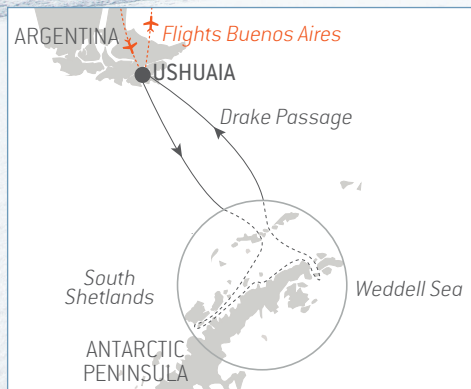 ARGENTINA
Flights Buenos Aires
USHUAIA
Drake Passage
South
Shetlands
Weddell Sea
ANTARCTIC
PENINSULA